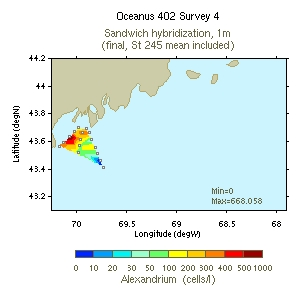 Oceanus 402 Survey 4
Sandwich hybridization, 1m
(final, St 245 mean included)
44.2
44
43.8
43.6
43.4
43.2
Latitude (degN)
Min=0
Max=668.058
70
69.5
69
68.5
68
Longitude (degW)
0 10 20 30 40 50 100 200 300 400 500 1000
Alexandrium (cells/l)